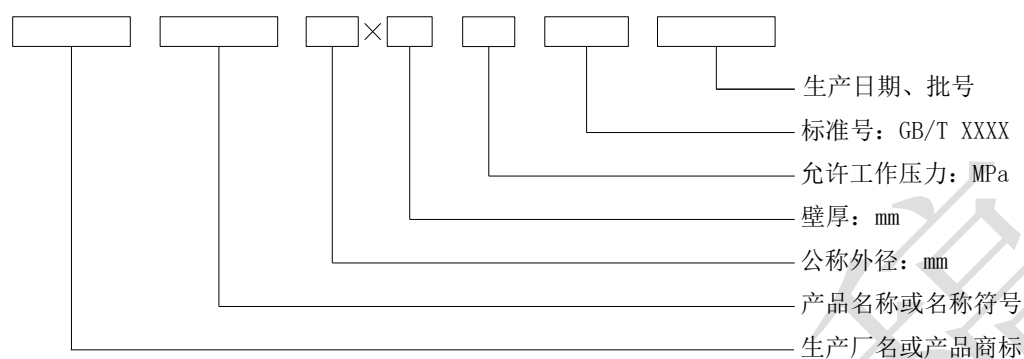 ×
生产日期、批号
标准号：GB/T XXXX
允许工作压力：MPa
壁厚：mm
公称外径：mm
产品名称或名称符号
生产厂名或产品商标